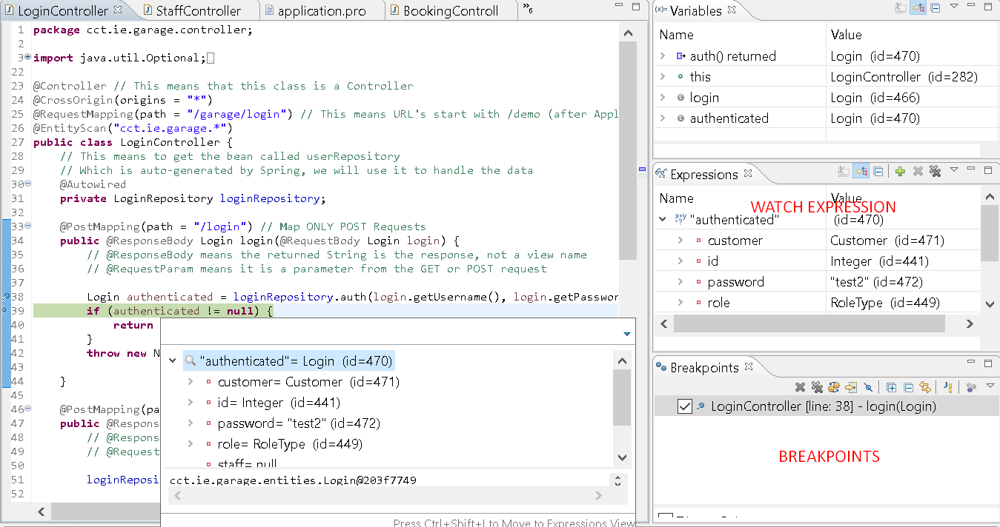 LoginController
StaffController
application.pro
BookingControll
»6
1 package cct.ie.garage.controller;
2
3 import java.util.Optional;
22
23 @Controller // This means that this class is a Controller
24 @CrossOrigin(origins = "*")
25 @RequestMapping(path = "/garage/login") // This means URL's start with /demo (after Appl
26 @EntityScan("cct.ie.garage.*")
27 public class LoginController {
28 // This means to get the bean called userRepository
29 // Which is auto-generated by Spring, we will use it to handle the data
30 @Autowired
31 private LoginRepository loginRepository;
32
33 @PostMapping(path = "/login") // Map ONLY POST Requests
34 public @ResponseBody Login login(@RequestBody Login login) {
35 // @ResponseBody means the returned String is the response, not a view name
36 // @RequestParam means it is a parameter from the GET or POST request
37
38 Login authenticated = loginRepository.auth(login.getUsername(), login.getPasswor
39 if (authenticated != null) {
40 return
41 }
42 throw new N
43
44 }
45
46 @PostMapping(pa
47 public @Respons
48 // @Respons
49 // @Request
50
51 loginReposi
52
"authenticated"= Login (id=470)
customer= Customer (id=471)
id= Integer (id=441)
password= "test2" (id=472)
role= RoleType (id=449)
staff= null
cct.ie.garage.entities.Login@203f7749
Press Ctrl+Shift+I to Move to Expressions View
(x)= Variables
Name Value
auth() returned Login (id=470)
this LoginController (id=282)
login Login (id=466)
authenticated Login (id=470)
Expressions
Name Value
WATCH EXPRESSION
"authenticated" (id=470)
customer Customer (id=471)
id Integer (id=441)
password "test2" (id=472)
role RoleType (id=449)
Breakpoints
LoginController [line: 38] - login(Login)
BREAKPOINTS